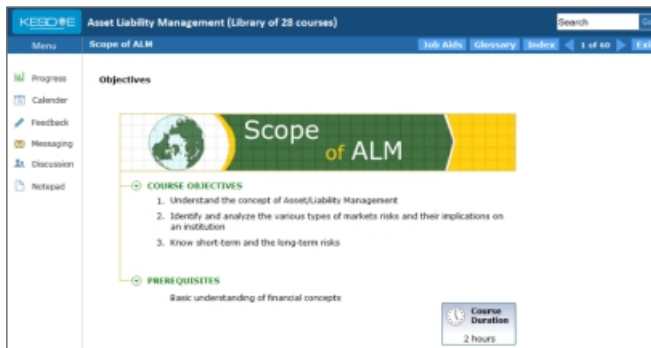 KESDEE
Asset Liability Management (Library of 28 courses)
Search
Menu
Scope of ALM
Job Aids
Glossary
Index
1 of 60
Progress
Calender
Feedback
Messaging
Discussion
Notepad
Objectives
Scope
of ALM
COURSE OBJECTIVES
1. Understand the concept of Asset/Liability Management
2. Identify and analyze the various types of markets risks and their implications on
an institution
3. Know short-term and the long-term risks
PREREQUISITES
Basic understanding of financial concepts
Course
Duration
2 hours